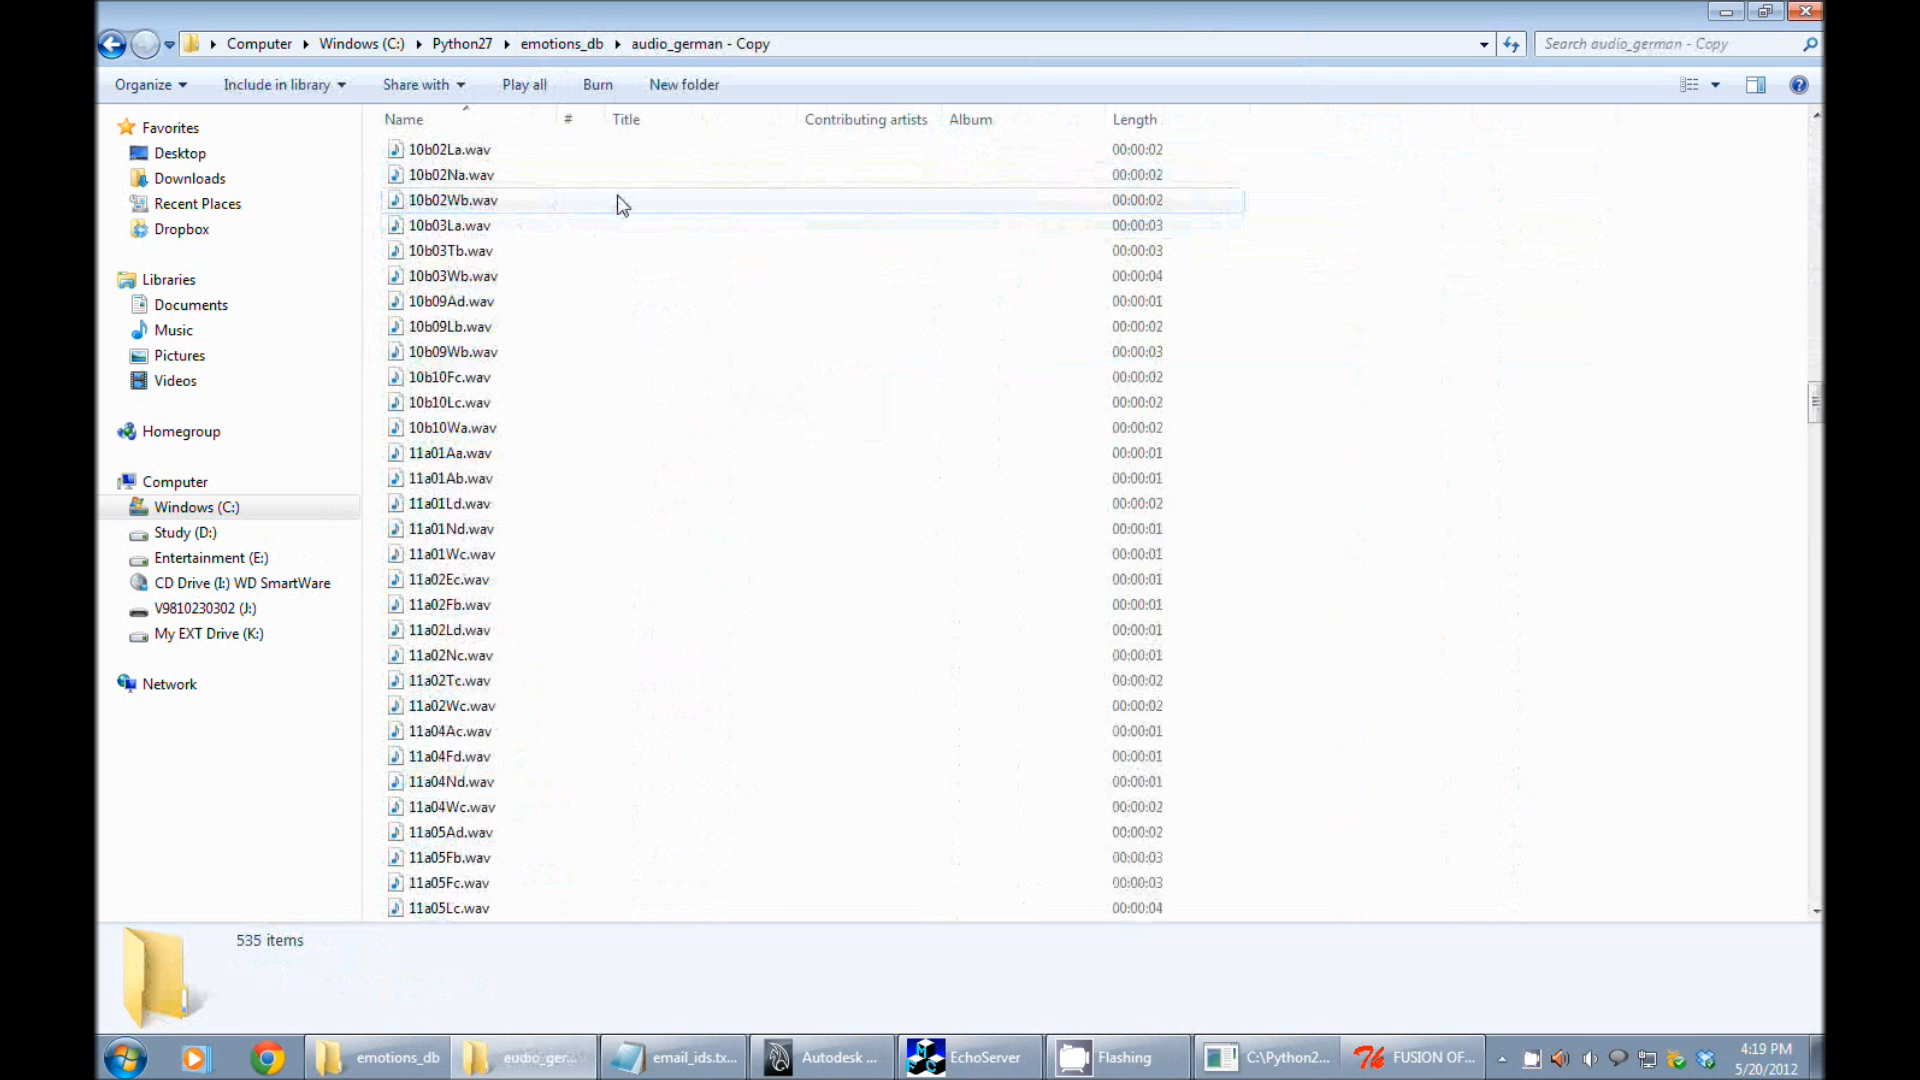 Computer Windows (C:) Python27 emotions_db audio_german - Copy
Search audio_german - Copy
Organize Include in library Share with Play all Burn New folder
Name # Title Contributing artists Album Length
Favorites
Desktop
Downloads
Recent Places
Dropbox
Libraries
Documents
Music
Pictures
Videos
Homegroup
Computer
Windows (C:)
Study (D:)
Entertainment (E:)
CD Drive (I:) WD SmartWare
V9810230302 (J:)
My EXT Drive (K:)
Network
10b02La.wav 00:00:02
10b02Na.wav 00:00:02
10b02Wb.wav 00:00:02
10b03La.wav 00:00:03
10b03Tb.wav 00:00:03
10b03Wb.wav 00:00:04
10b09Ad.wav 00:00:01
10b09Lb.wav 00:00:02
10b09Wb.wav 00:00:03
10b10Fc.wav 00:00:02
10b10Lc.wav 00:00:02
10b10Wa.wav 00:00:02
11a01Aa.wav 00:00:01
11a01Ab.wav 00:00:01
11a01Ld.wav 00:00:02
11a01Nd.wav 00:00:01
11a01Wc.wav 00:00:01
11a02Ec.wav 00:00:01
11a02Fb.wav 00:00:01
11a02Ld.wav 00:00:01
11a02Nc.wav 00:00:01
11a02Tc.wav 00:00:02
11a02Wc.wav 00:00:02
11a04Ac.wav 00:00:01
11a04Fd.wav 00:00:01
11a04Nd.wav 00:00:01
11a04Wc.wav 00:00:02
11a05Ad.wav 00:00:02
11a05Fb.wav 00:00:03
11a05Fc.wav 00:00:03
11a05Lc.wav 00:00:04
535 items
emotions_db
email_ids.tx...
Autodesk ...
EchoServer
Flashing
C:\Python2...
FUSION OF...
4:19 PM
5/20/2012